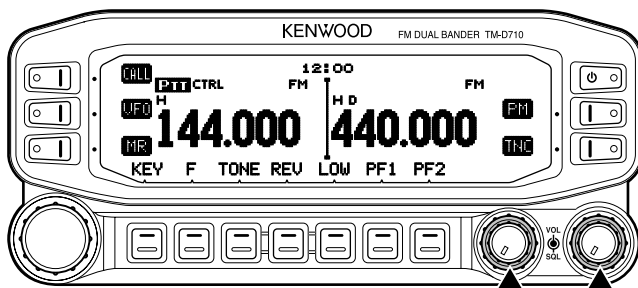 KENWOOD FM DUAL BANDER TM-D710
12:00
CALL PTT CTRL FM FM
H H D
VFO 144.000 440.000 PM
MR TNC
KEY F TONE REV LOW PF1 PF2
VOL
SQL